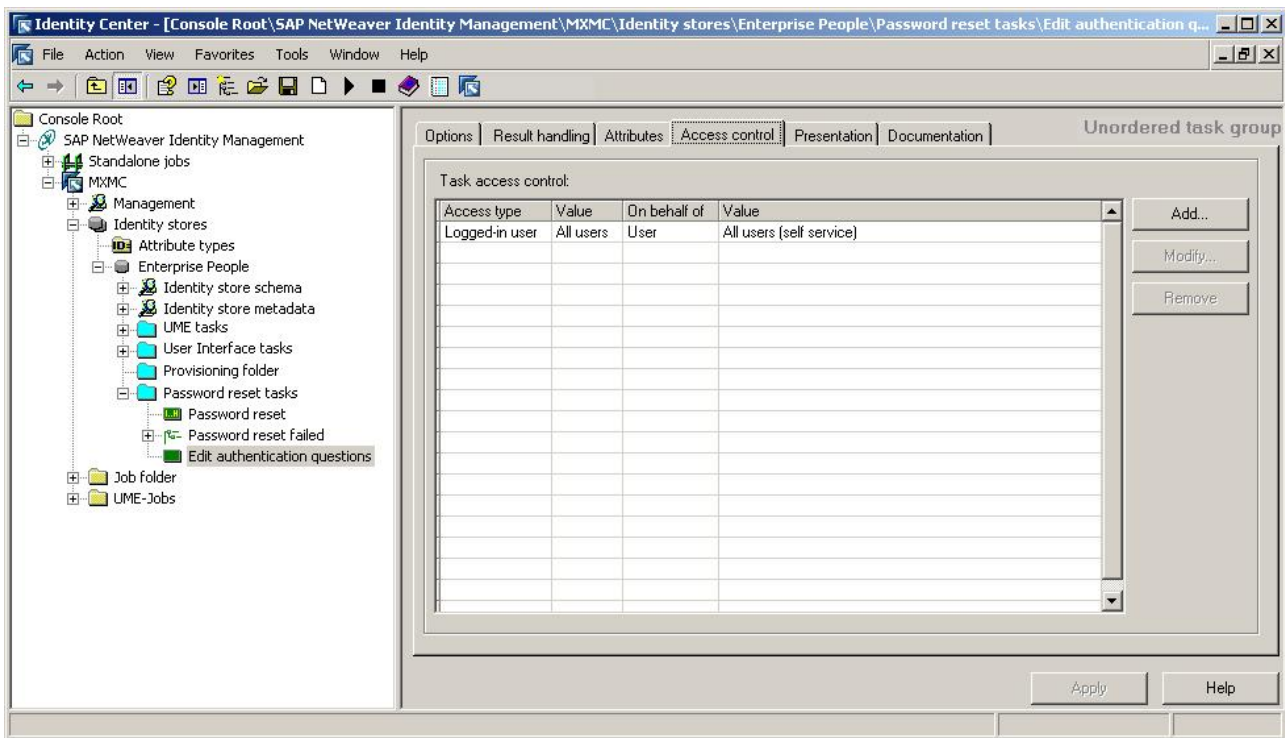 Identity Center - [Console Root\SAP NetWeaver Identity Management\MXMC\Identity stores\Enterprise People\Password reset tasks\Edit authentication q...
File Action View Favorites Tools Window Help
Console Root
SAP NetWeaver Identity Management
Standalone jobs
MXMC
Management
Identity stores
Attribute types
Enterprise People
Identity store schema
Identity store metadata
UME tasks
User Interface tasks
Provisioning folder
Password reset tasks
Password reset
Password reset failed
Edit authentication questions
Job folder
UME-Jobs
Options Result handling Attributes Access control Presentation Documentation
Unordered task group
Task access control:
Access type Value On behalf of Value
Logged-in user All users User All users (self service)
Add...
Modify...
Remove
Apply Help